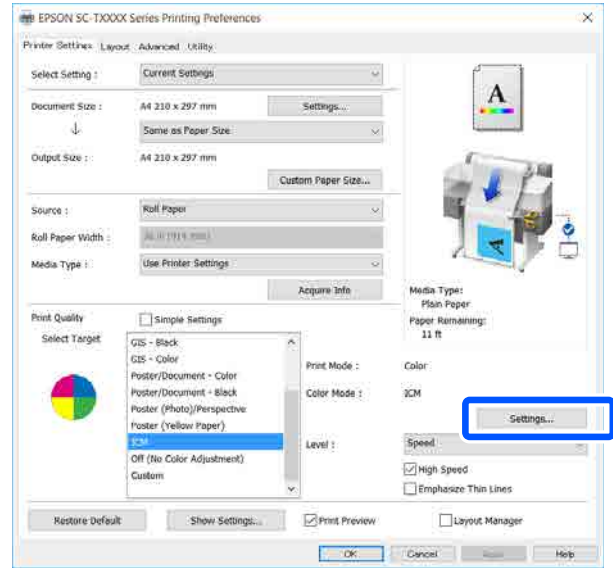 EPSON SC-TXXXX Series Printing Preferences
Printer Settings Layout Advanced Utility
Select Setting : Current Settings
Document Size : A4 210 x 297 mm Settings...
Same as Paper Size
Output Size : A4 210 x 297 mm
Custom Paper Size...
Source : Roll Paper
Roll Paper Width :
Media Type : Use Printer Settings
Acquire Info
A
A
Media Type:
Plain Paper
Paper Remaining:
11 ft
Print Quality Simple Settings
Select Target
GIS - Black
GIS - Color
Poster/Document - Color
Poster/Document - Black
Poster (Photo)/Perspective
Poster (Yellow Paper)
ICM
Off (No Color Adjustment)
Custom
Print Mode : Color
Color Mode : ICM
Settings...
Level : Speed
High Speed
Emphasize Thin Lines
Restore Default Show Settings... Print Preview Layout Manager
OK Cancel Help